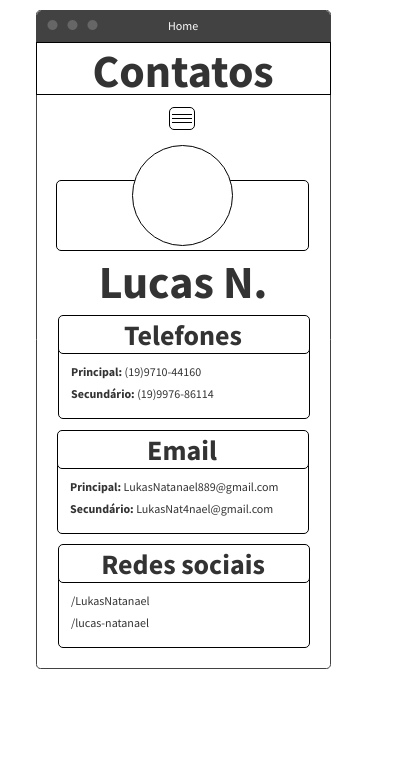 Home
Contatos
Lucas N.
Telefones
Principal: (19)9710-44160
Secundário: (19)9976-86114
Email
Principal: LukasNatanael889@gmail.com
Secundário: LukasNat4nael@gmail.com
Redes sociais
/LukasNatanael
/lucas-natanael